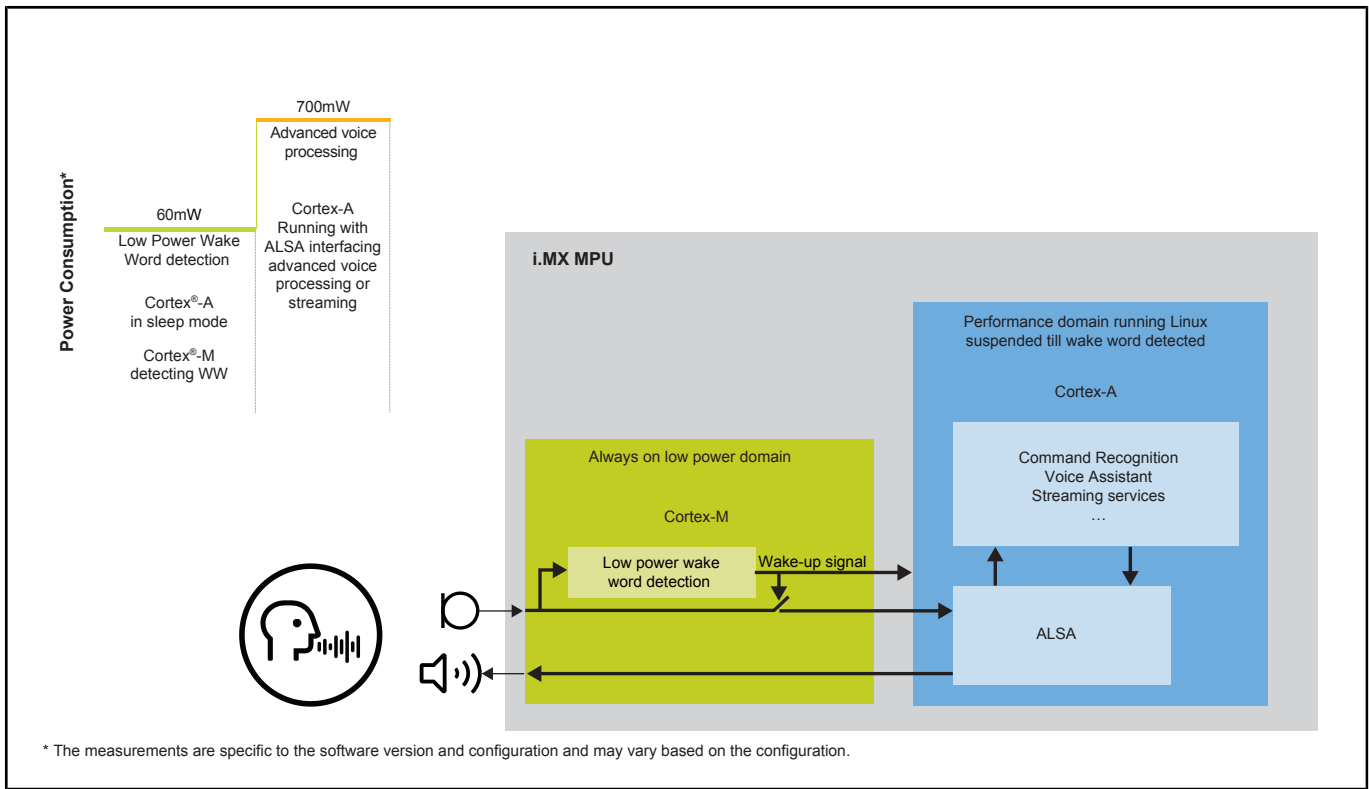 Power Consumption*
700mW
Advanced voice
processing
Cortex-A
Running with
ALSA interfacing
advanced voice
processing or
streaming
60mW
Low Power Wake
Word detection
Cortex®-A
in sleep mode
Cortex®-M
detecting WW
i.MX MPU
Performance domain running Linux
suspended till wake word detected
Cortex-A
Command Recognition
Voice Assistant
Streaming services
…
ALSA
Always on low power domain
Cortex-M
Low power wake
word detection
Wake-up signal
* The measurements are specific to the software version and configuration and may vary based on the configuration.